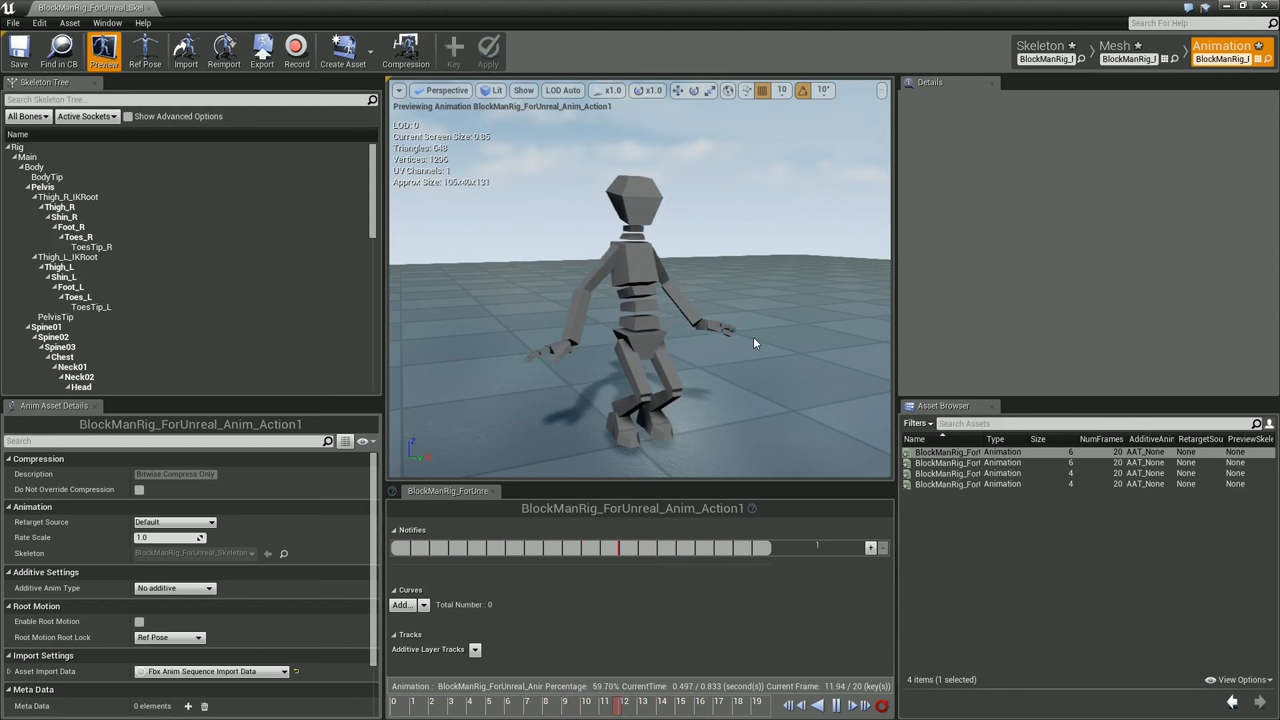 BlockManRig_ForUnreal_Skel
File Edit Asset Window Help
Search For Help
Save Find in CB Preview Ref Pose Import Reimport Export Record Create Asset Compression Key Apply
Skeleton Mesh Animation
BlockManRig_I BlockManRig_I BlockManRig_I
Skeleton Tree
Search Skeleton Tree...
All Bones Active Sockets Show Advanced Options
Name
Rig
Main
Body
BodyTip
Pelvis
Thigh_R_IKRoot
Thigh_R
Shin_R
Foot_R
Toes_R
ToesTip_R
Thigh_L_IKRoot
Thigh_L
Shin_L
Foot_L
Toes_L
ToesTip_L
PelvisTip
Spine01
Spine02
Spine03
Chest
Neck01
Neck02
Head
Perspective Lit Show LOD Auto x1.0 x1.0 10 10°
Previewing Animation BlockManRig_ForUnreal_Anim_Action1
LOD: 0
Current Screen Size: 0.85
Triangles: 648
Vertices: 1296
UV Channels: 1
Approx Size: 105x40x131
Z
Details
Anim Asset Details
BlockManRig_ForUnreal_Anim_Action1
Search
Compression
Description Bitwise Compress Only
Do Not Override Compression
Animation
Retarget Source Default
Rate Scale 1.0
Skeleton BlockManRig_ForUnreal_Skeleton
Additive Settings
Additive Anim Type No additive
Root Motion
Enable Root Motion
Root Motion Root Lock Ref Pose
Import Settings
Asset Import Data Fbx Anim Sequence Import Data
Meta Data
Meta Data 0 elements
BlockManRig_ForUnre
BlockManRig_ForUnreal_Anim_Action1
Notifies
1
Curves
Add... Total Number : 0
Tracks
Additive Layer Tracks
Animation : BlockManRig_ForUnreal_Anir Percentage: 59.70% CurrentTime: 0.497 / 0.833 (second(s)) Current Frame: 11.94 / 20 (key(s))
0 1 2 3 4 5 6 7 8 9 10 11 12 13 14 15 16 17 18 19
Asset Browser
Filters Search Assets
Name Type Size NumFrames AdditiveAnin RetargetSou PreviewSkele
BlockManRig_Forl Animation 6 20 AAT_None None None
BlockManRig_Forl Animation 6 20 AAT_None None None
BlockManRig_Forl Animation 4 20 AAT_None None None
BlockManRig_Forl Animation 4 20 AAT_None None None
4 items (1 selected)
View Options